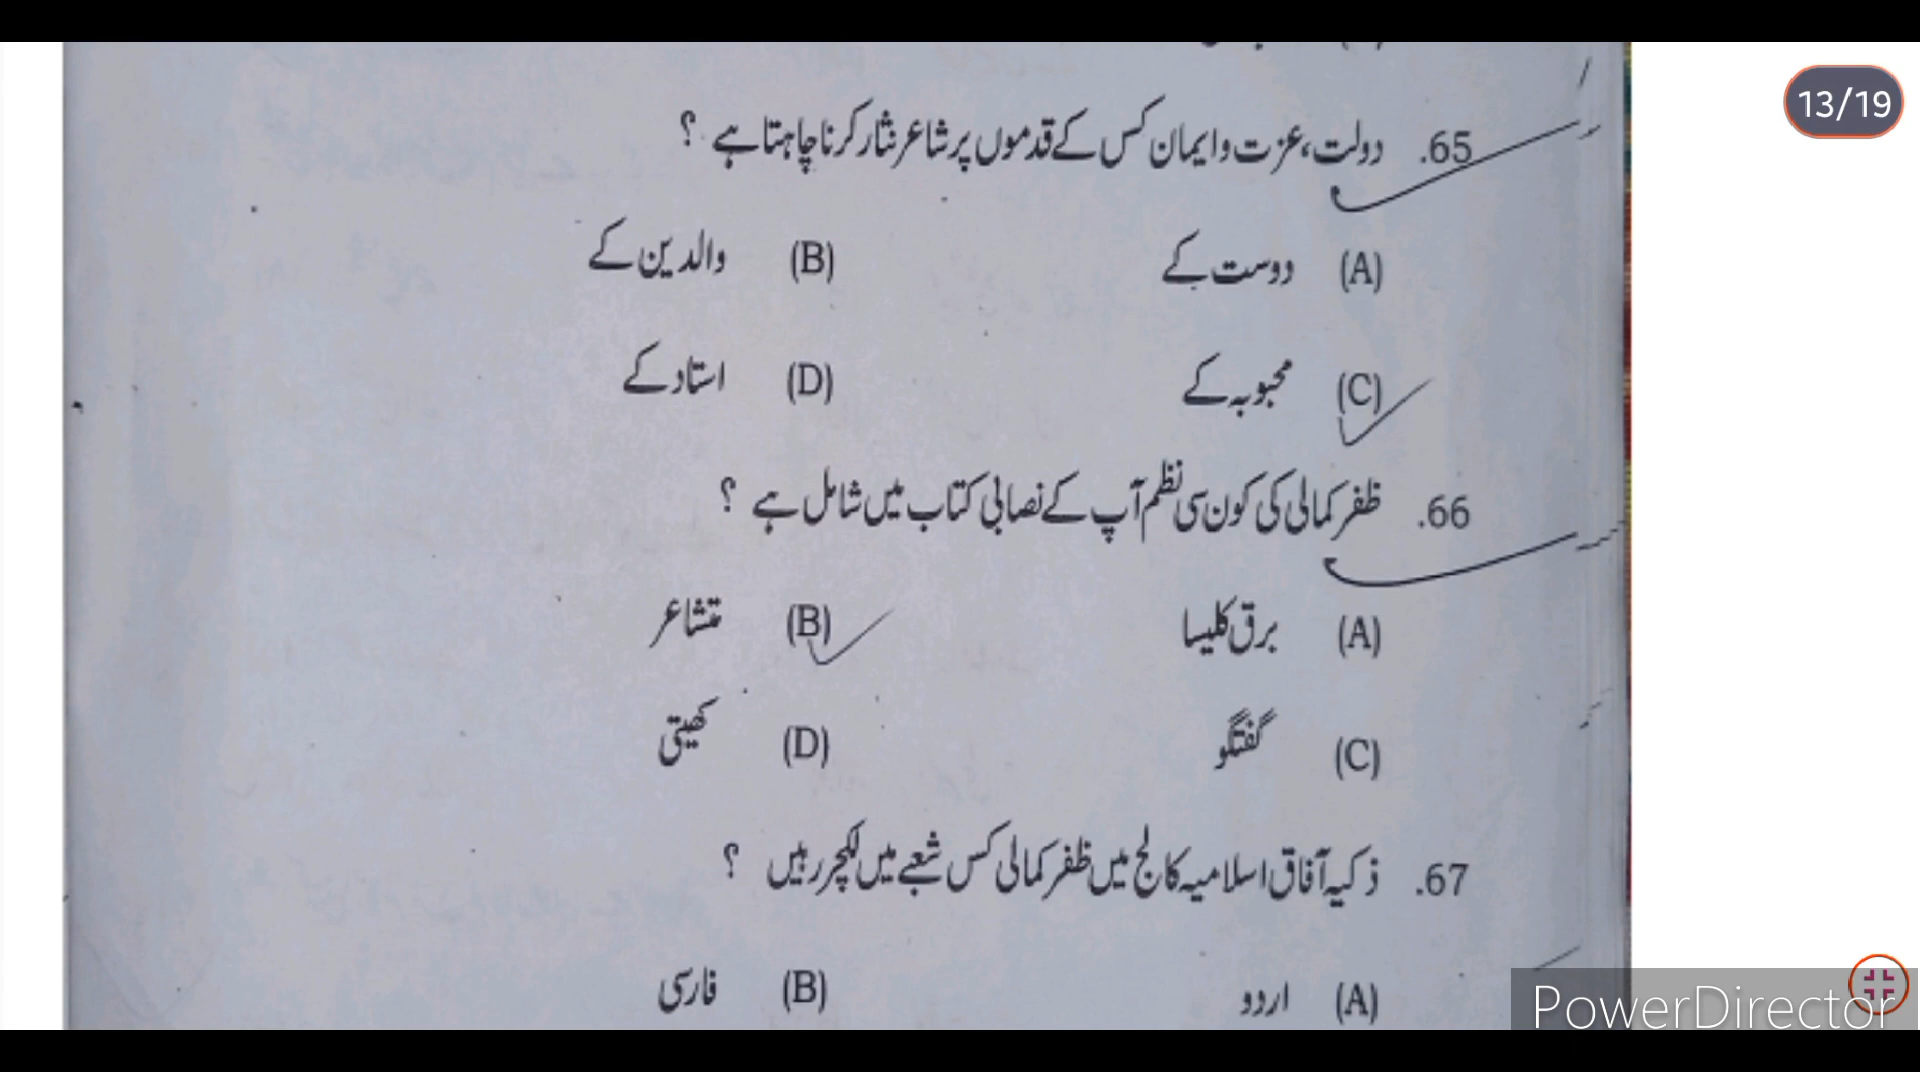 13/19
65. دولت، عزت و ایمان کس کے قدموں پر شاعر نثار کرنا چاہتا ہے ؟
(A) دوست کے (B) والدین کے
(C) محبوبہ کے (D) استاد کے
66. ظفر کمالی کی کون سی نظم آپ کے نصابی کتاب میں شامل ہے ؟
(A) برق کلیسا (B) متشاعر
(C) گفتگو (D) کھیتی
67. ذکیہ آفاق اسلامیہ کالج میں ظفر کمالی کس شعبے میں لکچرر ہیں ؟
(A) اردو (B) فارسی
PowerDirector